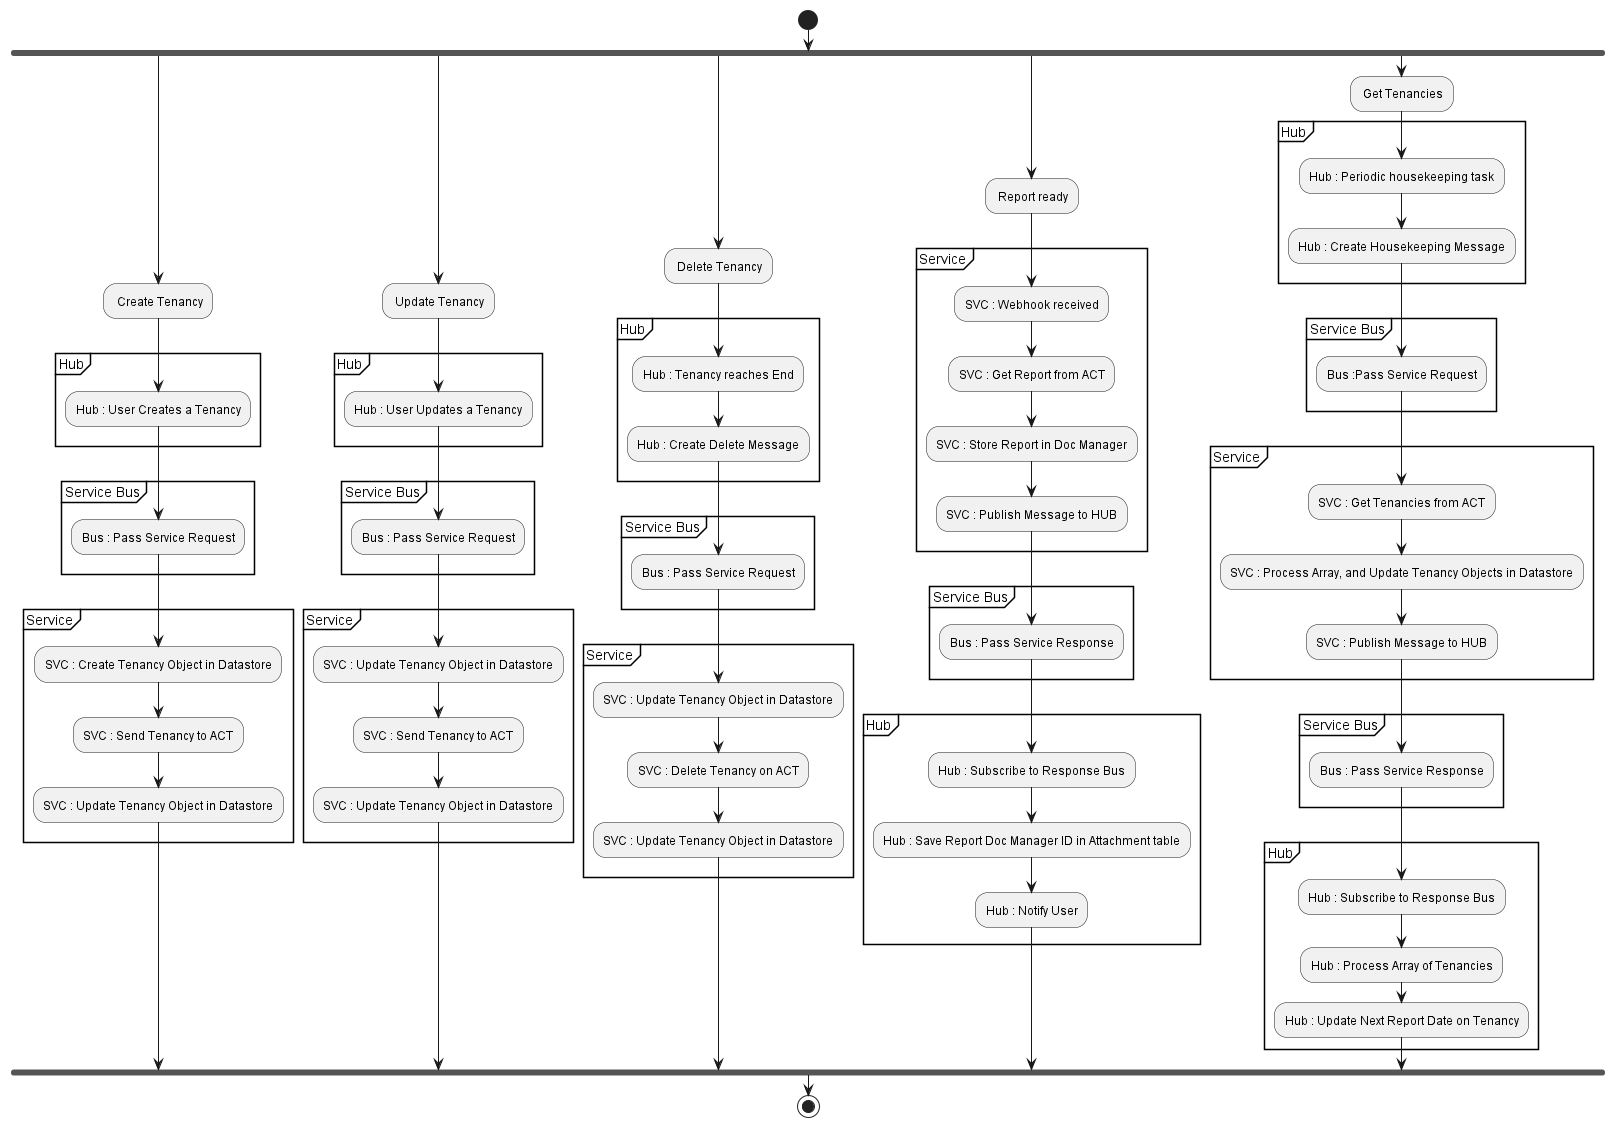 Create Tenancy
Hub
Hub : User Creates a Tenancy
Service Bus
Bus : Pass Service Request
Service
SVC : Create Tenancy Object in Datastore
SVC : Send Tenancy to ACT
SVC : Update Tenancy Object in Datastore
Update Tenancy
Hub
Hub : User Updates a Tenancy
Service Bus
Bus : Pass Service Request
Service
SVC : Update Tenancy Object in Datastore
SVC : Send Tenancy to ACT
SVC : Update Tenancy Object in Datastore
Delete Tenancy
Hub
Hub : Tenancy reaches End
Hub : Create Delete Message
Service Bus
Bus : Pass Service Request
Service
SVC : Update Tenancy Object in Datastore
SVC : Delete Tenancy on ACT
SVC : Update Tenancy Object in Datastore
Report ready
Service
SVC : Webhook received
SVC : Get Report from ACT
SVC : Store Report in Doc Manager
SVC : Publish Message to HUB
Service Bus
Bus : Pass Service Response
Hub
Hub : Subscribe to Response Bus
Hub : Save Report Doc Manager ID in Attachment table
Hub : Notify User
Get Tenancies
Hub
Hub : Periodic housekeeping task
Hub : Create Housekeeping Message
Service Bus
Bus :Pass Service Request
Service
SVC : Get Tenancies from ACT
SVC : Process Array, and Update Tenancy Objects in Datastore
SVC : Publish Message to HUB
Service Bus
Bus : Pass Service Response
Hub
Hub : Subscribe to Response Bus
Hub : Process Array of Tenancies
Hub : Update Next Report Date on Tenancy